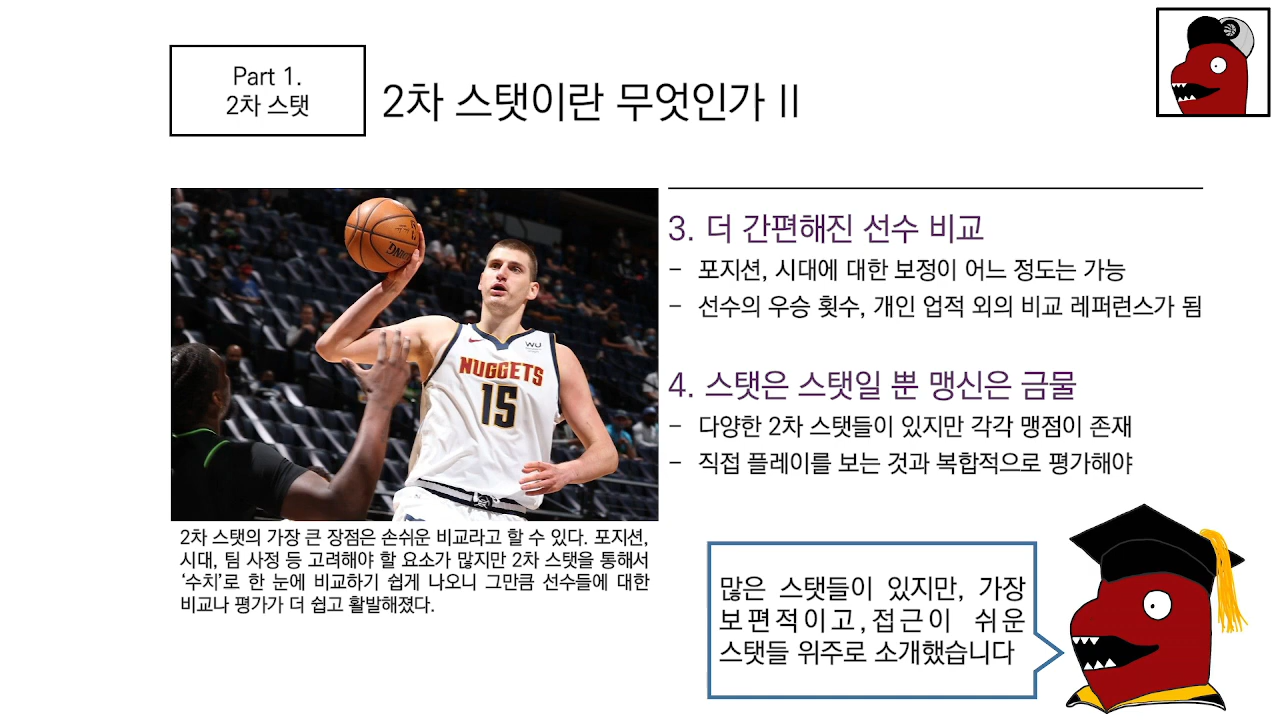 Part 1.
2차 스탯
2차 스탯이란 무엇인가 II
WU
NUGGETS
15
3. 더 간편해진 선수 비교
- 포지션, 시대에 대한 보정이 어느 정도는 가능
- 선수의 우승 횟수, 개인 업적 외의 비교 레퍼런스가 됨
4. 스탯은 스탯일 뿐 맹신은 금물
- 다양한 2차 스탯들이 있지만 각각 맹점이 존재
- 직접 플레이를 보는 것과 복합적으로 평가해야
2차 스탯의 가장 큰 장점은 손쉬운 비교라고 할 수 있다. 포지션,
시대, 팀 사정 등 고려해야 할 요소가 많지만 2차 스탯을 통해서
‘수치’로 한 눈에 비교하기 쉽게 나오니 그만큼 선수들에 대한
비교나 평가가 더 쉽고 활발해졌다.
많은 스탯들이 있지만, 가장
보편적이고,접근이 쉬운
스탯들 위주로 소개했습니다